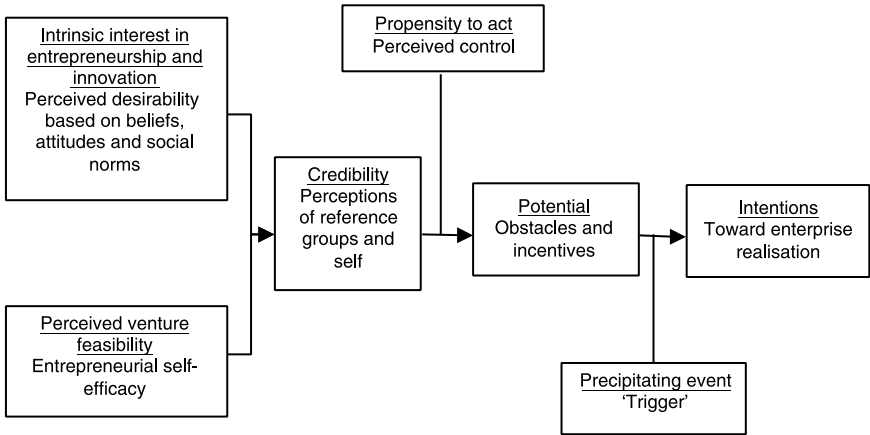 Intrinsic interest in
entrepreneurship and
innovation
Perceived desirability
based on beliefs,
attitudes and social
norms
Perceived venture
feasibility
Entrepreneurial self-
efficacy
Credibility
Perceptions
of reference
groups and
self
Propensity to act
Perceived control
Potential
Obstacles and
incentives
Precipitating event
‘Trigger’
Intentions
Toward enterprise
realisation